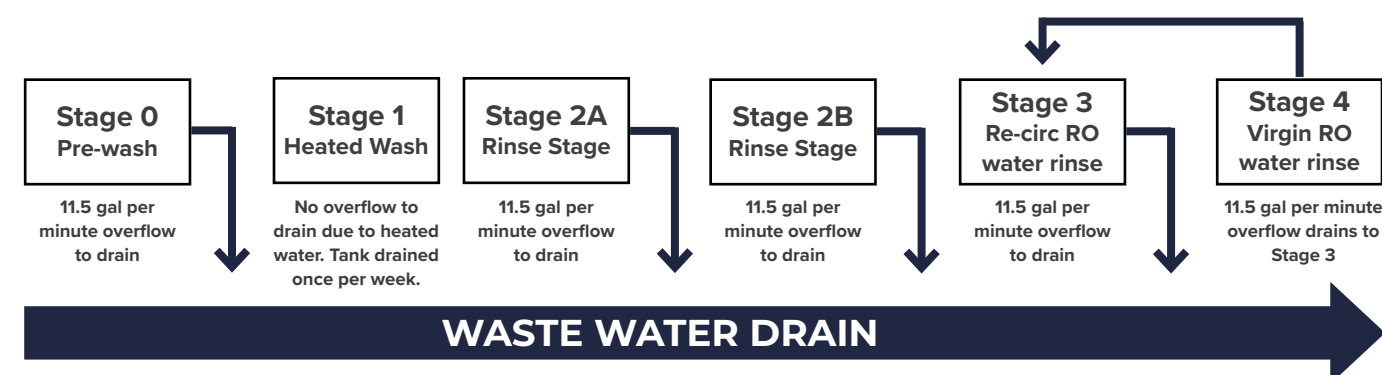 Stage 0
Pre-wash
11.5 gal per
minute overflow
to drain
Stage 1
Heated Wash
No overflow to
drain due to heated
water. Tank drained
once per week.
Stage 2A
Rinse Stage
11.5 gal per
minute overflow
to drain
Stage 2B
Rinse Stage
11.5 gal per
minute overflow
to drain
Stage 3
Re-circ RO
water rinse
11.5 gal per
minute overflow
to drain
Stage 4
Virgin RO
water rinse
11.5 gal per minute
overflow drains to
Stage 3
WASTE WATER DRAIN